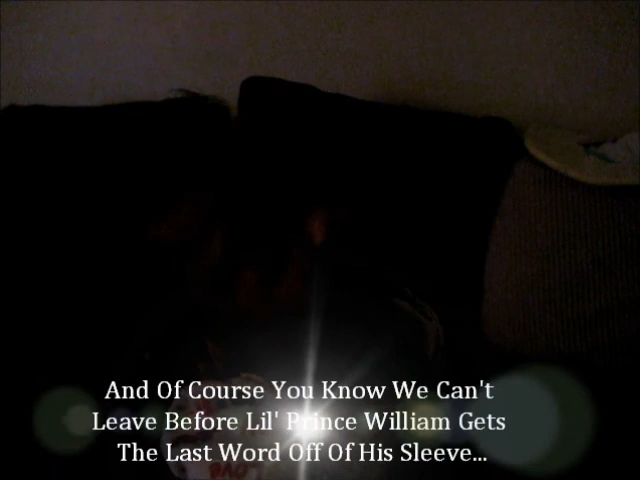 And Of Course You Know We Can't
Leave Before Lil' Prince William Gets
The Last Word Off Of His Sleeve...